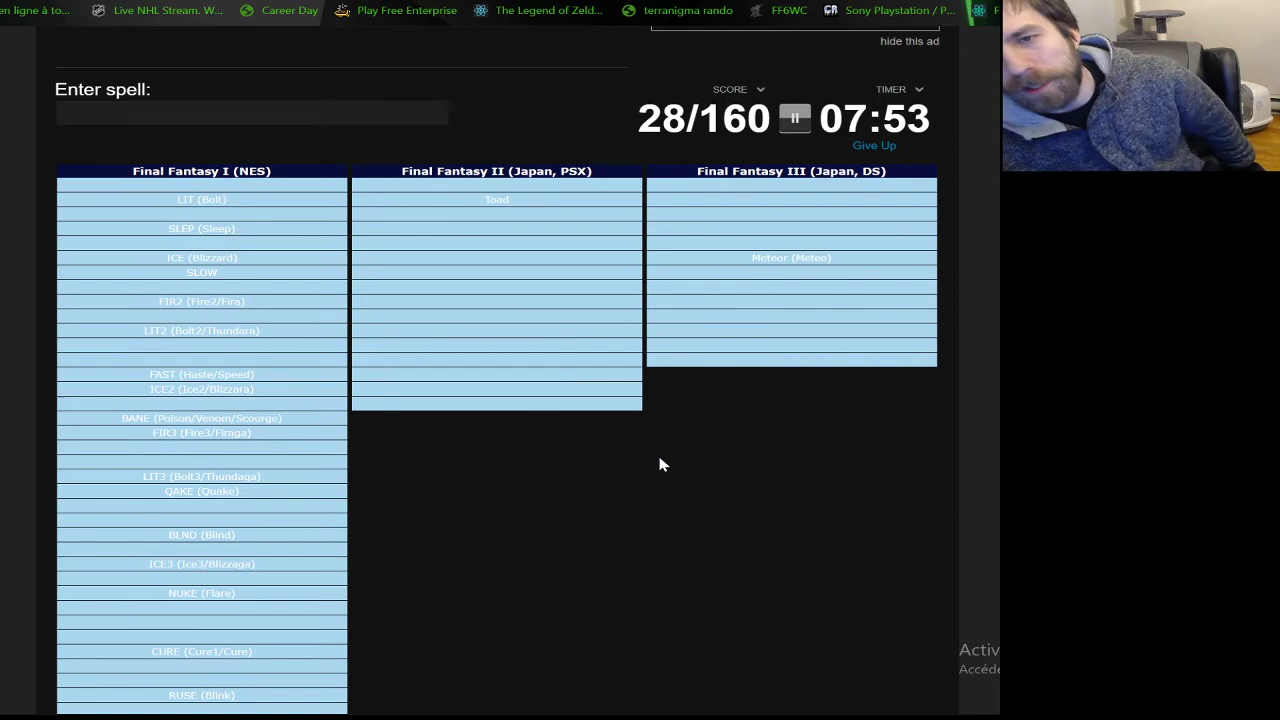 en ligne à to...
Live NHL Stream. W...
Career Day
Play Free Enterprise
The Legend of Zeld...
terranigma rando
FF6WC
Sony Playstation / P...
F
hide this ad
Enter spell:
SCORE
TIMER
28/160
07:53
Give Up
Final Fantasy I (NES)
Final Fantasy II (Japan, PSX)
Final Fantasy III (Japan, DS)
LIT (Bolt)
Toad
SLEP (Sleep)
ICE (Blizzard)
Meteor (Meteo)
SLOW
FIR2 (Fire2/Fira)
LIT2 (Bolt2/Thundara)
FAST (Haste/Speed)
ICE2 (Ice2/Blizzara)
BANE (Poison/Venom/Scourge)
FIR3 (Fire3/Firaga)
LIT3 (Bolt3/Thundaga)
QAKE (Quake)
BLND (Blind)
ICE3 (Ice3/Blizzaga)
NUKE (Flare)
CURE (Cure1/Cure)
RUSE (Blink)
Activ
Accéde